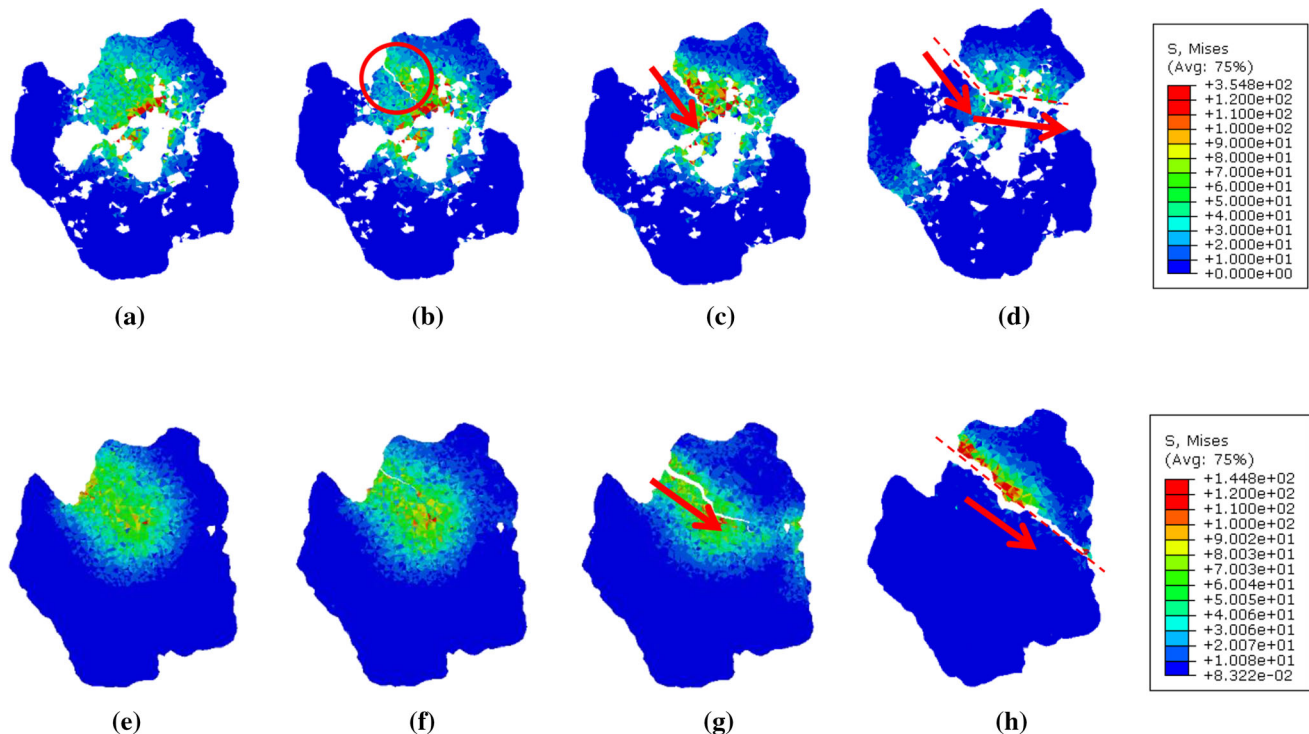 S, Mises
(Avg: 75%)
+3.548e+02
+1.200e+02
+1.100e+02
+1.000e+02
+9.000e+01
+8.000e+01
+7.000e+01
+6.000e+01
+5.000e+01
+4.000e+01
+3.000e+01
+2.000e+01
+1.000e+01
+0.000e+00
(a)
(b)
(c)
(d)
S, Mises
(Avg: 75%)
+1.448e+02
+1.200e+02
+1.100e+02
+1.000e+02
+9.002e+01
+8.003e+01
+7.003e+01
+6.004e+01
+5.005e+01
+4.006e+01
+3.006e+01
+2.007e+01
+1.008e+01
+8.322e-02
(e)
(f)
(g)
(h)